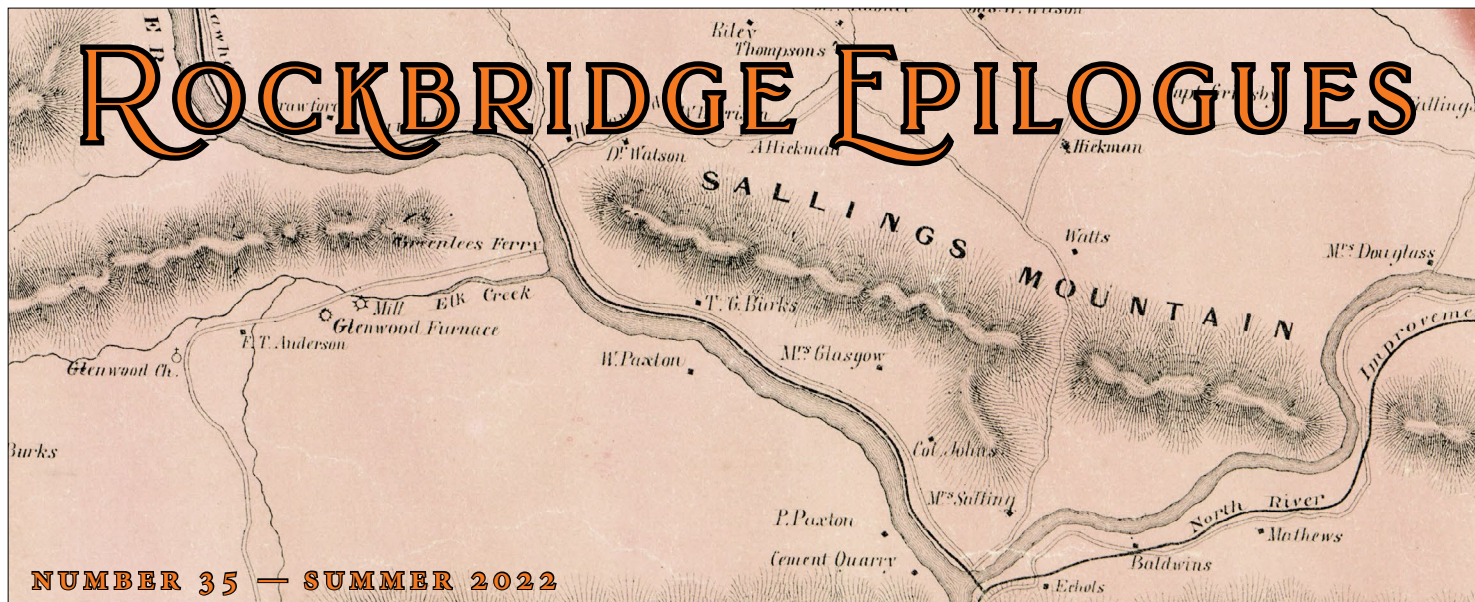 Riley
Thompsons'
ROCKBRIDGE EPILOGUES
Dr. Watson
A Hickman
Hickman
SALLINGS MOUNTAIN
Greenlees Ferry
Watts
Mrs Douglass
Elk Creek
Mill
T. G. Burks
Glenwood Furnace
F. T. Anderson
W. Paxton
Mrs Glasgow
Glenwood Ch.
Improveme
Burks
Col. Johns
Mrs Salling
North River
P. Paxton
Mathews
Cement Quarry
Baldwins
Echols
NUMBER 35 — SUMMER 2022